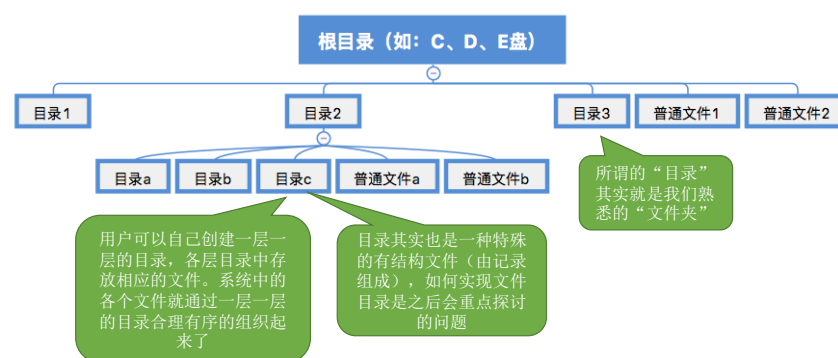 根目录（如：C、D、E盘）
目录1
目录2
目录3
普通文件1
普通文件2
目录a
目录b
目录c
普通文件a
普通文件b
所谓的“目录”
其实就是我们熟
悉的“文件夹”
用户可以自己创建一层一
层的目录，各层目录中存
放相应的文件。系统中的
各个文件就通过一层一层
的目录合理有序的组织起
来了
目录其实也是一种特殊
的有结构文件（由记录
组成），如何实现文件
目录是之后会重点探讨
的问题